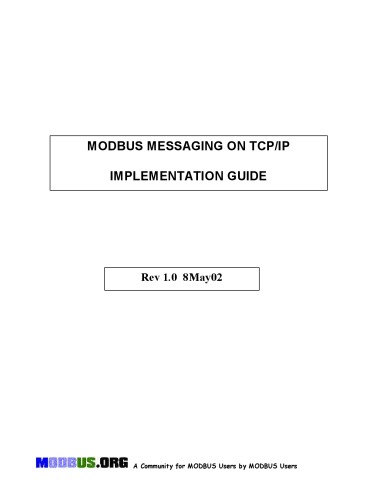 MODBUS MESSAGING ON TCP/IP
IMPLEMENTATION GUIDE
Rev 1.0 8May02
MODBUS.ORG A Community for MODBUS Users by MODBUS Users